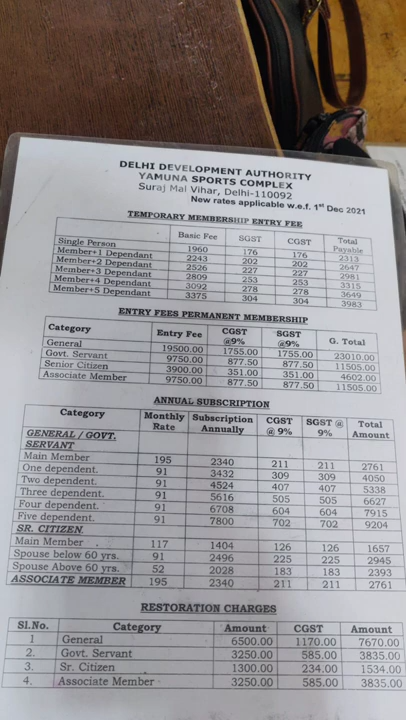 DELHI DEVELOPMENT AUTHORITY
YAMUNA SPORTS COMPLEX
Suraj Mal Vihar, Delhi-110092
New rates applicable w.e.f. 1st Dec 2021
TEMPORARY MEMBERSHIP ENTRY FEE
Basic Fee SGST CGST Total Payable
Single Person 1960 176 176 2313
Member+1 Dependant 2243 202 202 2647
Member+2 Dependant 2526 227 227 2981
Member+3 Dependant 2809 253 253 3315
Member+4 Dependant 3092 278 278 3649
Member+5 Dependant 3375 304 304 3983
ENTRY FEES PERMANENT MEMBERSHIP
Category Entry Fee CGST @9% SGST @9% G. Total
General 19500.00 1755.00 1755.00 23010.00
Govt. Servant 9750.00 877.50 877.50 11505.00
Senior Citizen 3900.00 351.00 351.00 4602.00
Associate Member 9750.00 877.50 877.50 11505.00
ANNUAL SUBSCRIPTION
Category Monthly Rate Subscription Annually CGST @ 9% SGST @ 9% Total Amount
GENERAL / GOVT. SERVANT
Main Member 195 2340 211 211 2761
One dependent. 91 3432 309 309 4050
Two dependent. 91 4524 407 407 5338
Three dependent. 91 5616 505 505 6627
Four dependent. 91 6708 604 604 7915
Five dependent. 91 7800 702 702 9204
SR. CITIZEN.
Main Member 117 1404 126 126 1657
Spouse below 60 yrs. 91 2496 225 225 2945
Spouse Above 60 yrs. 52 2028 183 183 2393
ASSOCIATE MEMBER 195 2340 211 211 2761
RESTORATION CHARGES
Sl.No. Category Amount CGST Amount
1 General 6500.00 1170.00 7670.00
2. Govt. Servant 3250.00 585.00 3835.00
3. Sr. Citizen 1300.00 234.00 1534.00
4. Associate Member 3250.00 585.00 3835.00